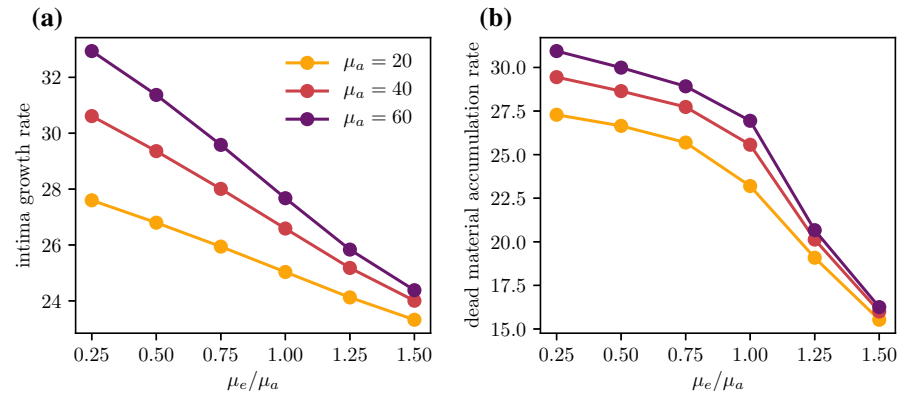 (a)
intima growth rate
32
30
28
26
24
0.25 0.50 0.75 1.00 1.25 1.50
μₑ/μₐ
μₐ = 20
μₐ = 40
μₐ = 60
(b)
dead material accumulation rate
30.0
27.5
25.0
22.5
20.0
17.5
15.0
0.25 0.50 0.75 1.00 1.25 1.50
μₑ/μₐ